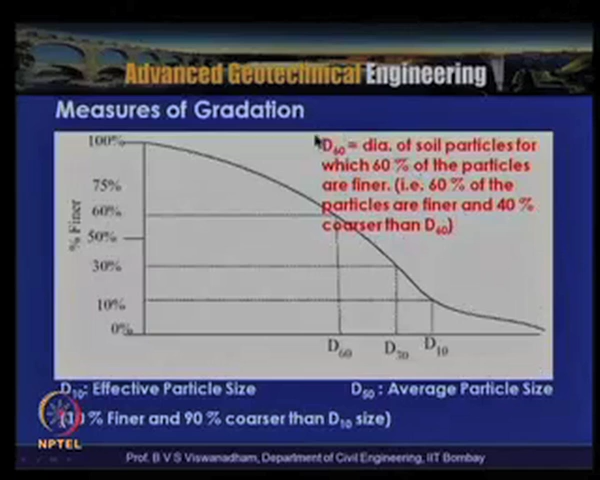 Advanced Geotechnical Engineering
Measures of Gradation
100%
75%
60%
50%
30%
10%
0%
% Finer
D60 = dia. of soil particles for
which 60 % of the particles
are finer. (i.e. 60 % of the
particles are finer and 40 %
coarser than D60)
D60
D30
D10
D10: Effective Particle Size
D50 : Average Particle Size
(10 % Finer and 90 % coarser than D10 size)
NPTEL
Prof. B V S Viswanadham, Department of Civil Engineering, IIT Bombay